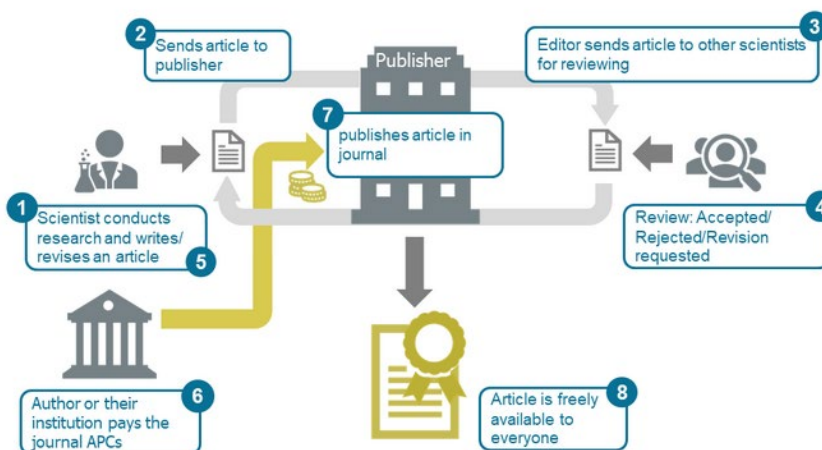 2
Sends article to
publisher
Publisher
3
Editor sends article to other scientists
for reviewing
7
publishes article in
journal
1
Scientist conducts
research and writes/
revises an article
5
4
Review: Accepted/
Rejected/Revision
requested
6
Author or their
institution pays the
journal APCs
8
Article is freely
available to
everyone